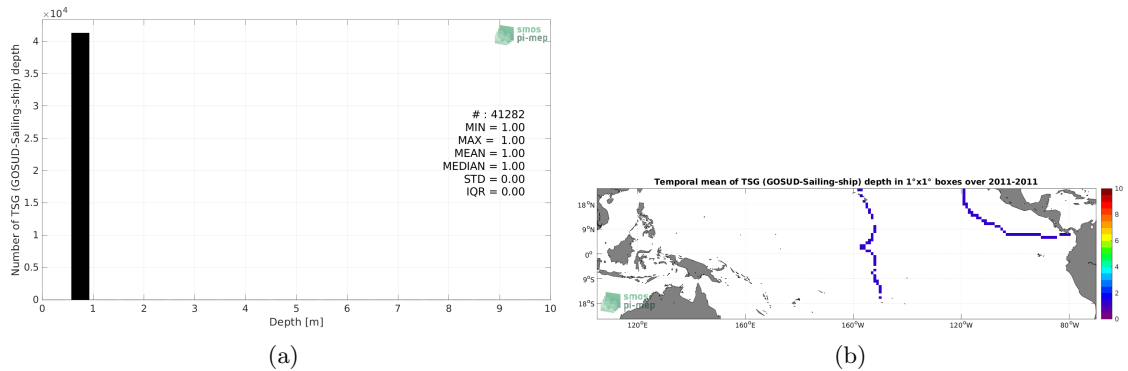 ×10⁴
4
3.5
3
2.5
2
1.5
1
0.5
0
Number of TSG (GOSUD-Sailing-ship) depth
smos
pi-mep
# : 41282
MIN = 1.00
MAX = 1.00
MEAN = 1.00
MEDIAN = 1.00
STD = 0.00
IQR = 0.00
0 1 2 3 4 5 6 7 8 9 10
Depth [m]
(a)
Temporal mean of TSG (GOSUD-Sailing-ship) depth in 1°x1° boxes over 2011-2011
18°N
9°N
0°
9°S
18°S
smos
pi-mep
120°E 160°E 160°W 120°W 80°W
10
8
6
4
2
0
(b)